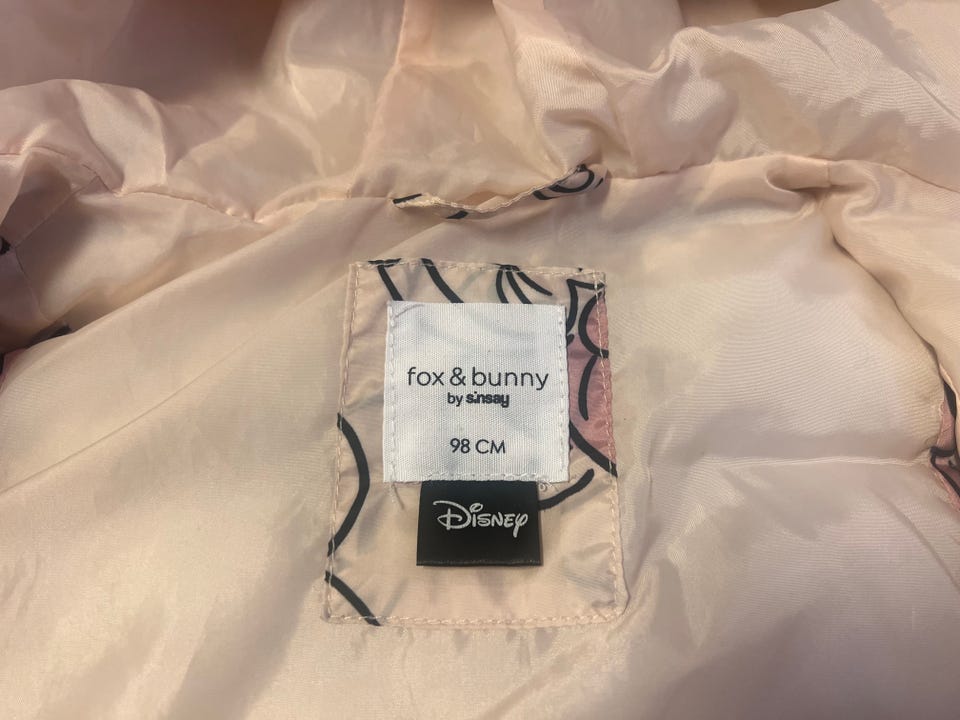 fox & bunny
by sinsay
98 CM
Disney